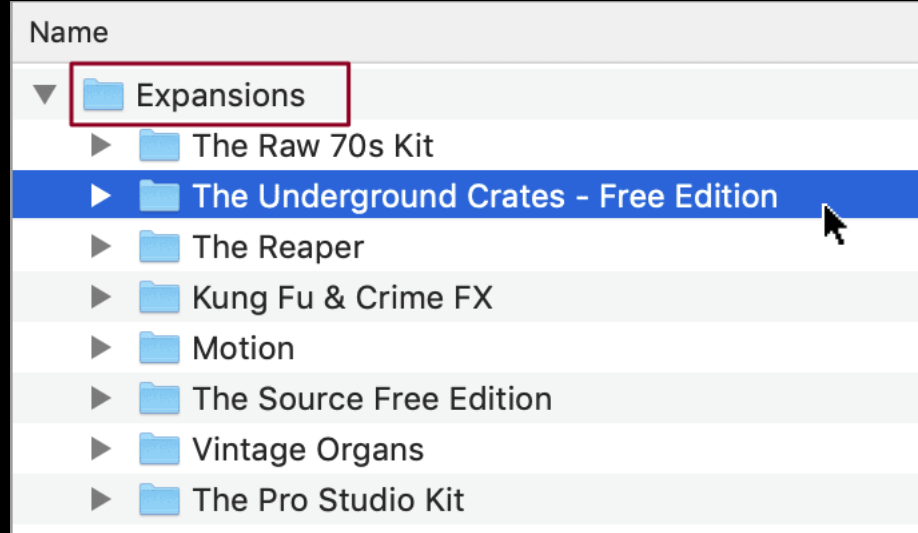 Name
Expansions
The Raw 70s Kit
The Underground Crates - Free Edition
The Reaper
Kung Fu & Crime FX
Motion
The Source Free Edition
Vintage Organs
The Pro Studio Kit